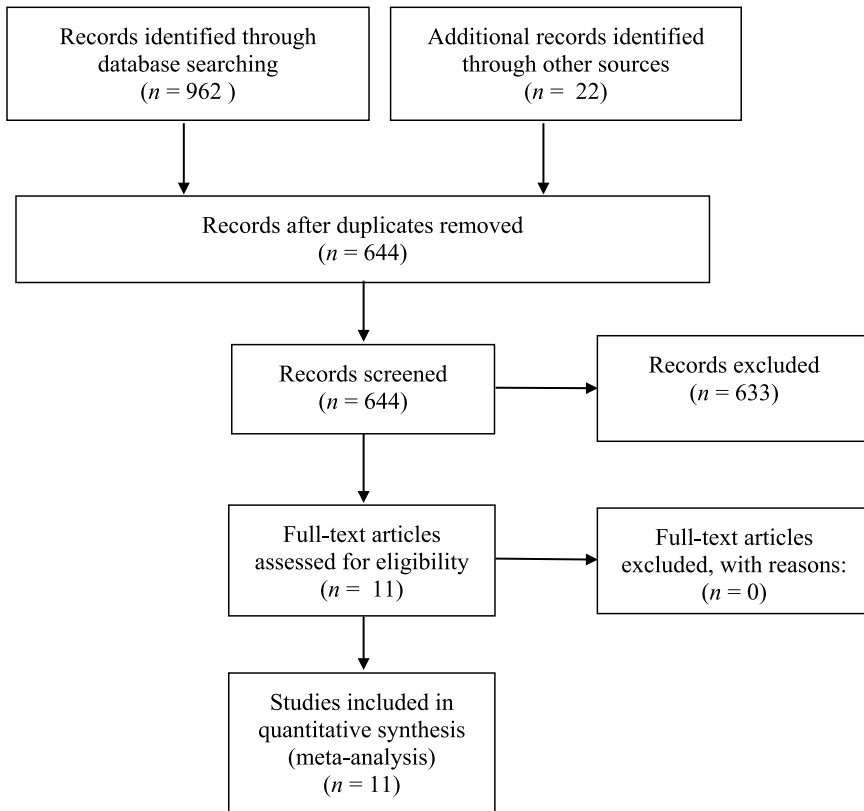 Records identified through
database searching
(n = 962 )
Additional records identified
through other sources
(n = 22)
Records after duplicates removed
(n = 644)
Records screened
(n = 644)
Records excluded
(n = 633)
Full-text articles
assessed for eligibility
(n = 11)
Full-text articles
excluded, with reasons:
(n = 0)
Studies included in
quantitative synthesis
(meta-analysis)
(n = 11)